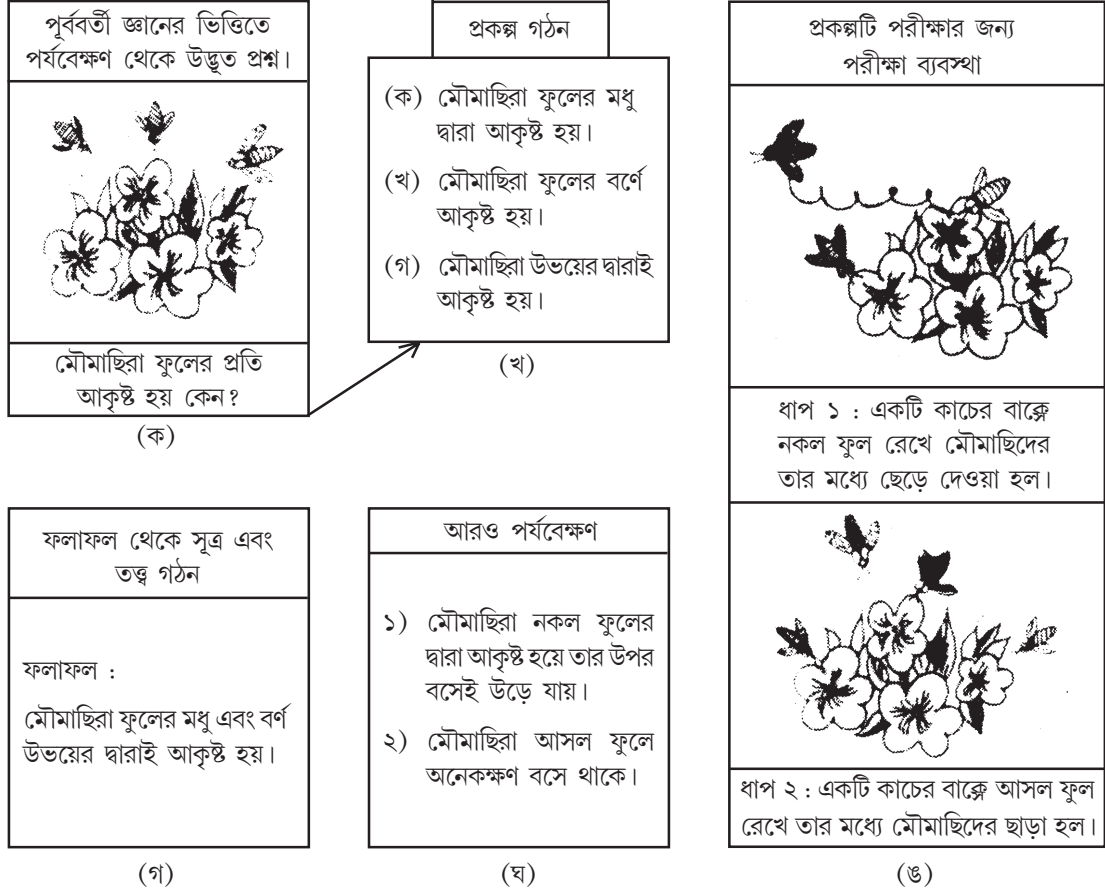 পূর্ববর্তী জ্ঞানের ভিত্তিতে
পর্যবেক্ষণ থেকে উদ্ভূত প্রশ্ন।
মৌমাছিরা ফুলের প্রতি
আকৃষ্ট হয় কেন?
(ক)
প্রকল্প গঠন
(ক) মৌমাছিরা ফুলের মধু
দ্বারা আকৃষ্ট হয়।
(খ) মৌমাছিরা ফুলের বর্ণে
আকৃষ্ট হয়।
(গ) মৌমাছিরা উভয়ের দ্বারাই
আকৃষ্ট হয়।
(খ)
প্রকল্পটি পরীক্ষার জন্য
পরীক্ষা ব্যবস্থা
ধাপ ১ : একটি কাচের বাক্সে
নকল ফুল রেখে মৌমাছিদের
তার মধ্যে ছেড়ে দেওয়া হল।
ধাপ ২ : একটি কাচের বাক্সে আসল ফুল
রেখে তার মধ্যে মৌমাছিদের ছাড়া হল।
(ঙ)
ফলাফল থেকে সূত্র এবং
তত্ত্ব গঠন
ফলাফল :
মৌমাছিরা ফুলের মধু এবং বর্ণ
উভয়ের দ্বারাই আকৃষ্ট হয়।
(গ)
আরও পর্যবেক্ষণ
১) মৌমাছিরা নকল ফুলের
দ্বারা আকৃষ্ট হয়ে তার উপর
বসেই উড়ে যায়।
২) মৌমাছিরা আসল ফুলে
অনেকক্ষণ বসে থাকে।
(ঘ)